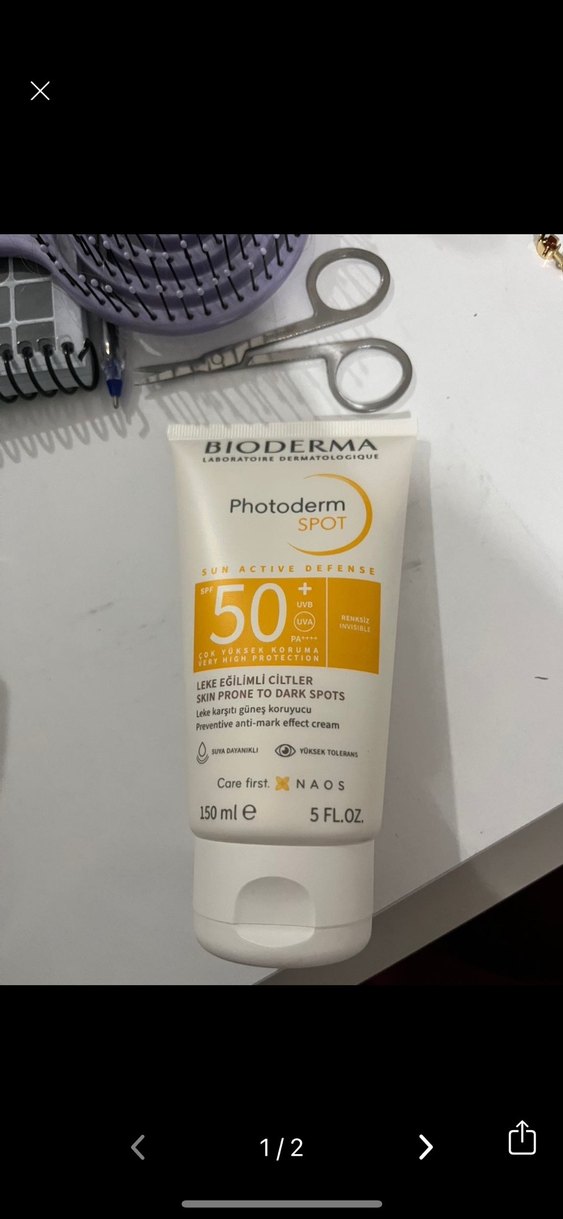 BIODERMA
LABORATOIRE DERMATOLOGIQUE
Photoderm
SPOT
SUN ACTIVE DEFENSE
SPF 50+
UVB
UVA
PA++++
RENKSİZ
INVISIBLE
ÇOK YÜKSEK KORUMA
VERY HIGH PROTECTION
LEKE EĞİLİMLİ CİLTLER
SKIN PRONE TO DARK SPOTS
Leke karşıtı güneş koruyucu
Preventive anti-mark effect cream
SUYA DAYANIKLI
YÜKSEK TOLERANS
Care first. NAOS
150 ml e 5 FL.OZ.
1 / 2